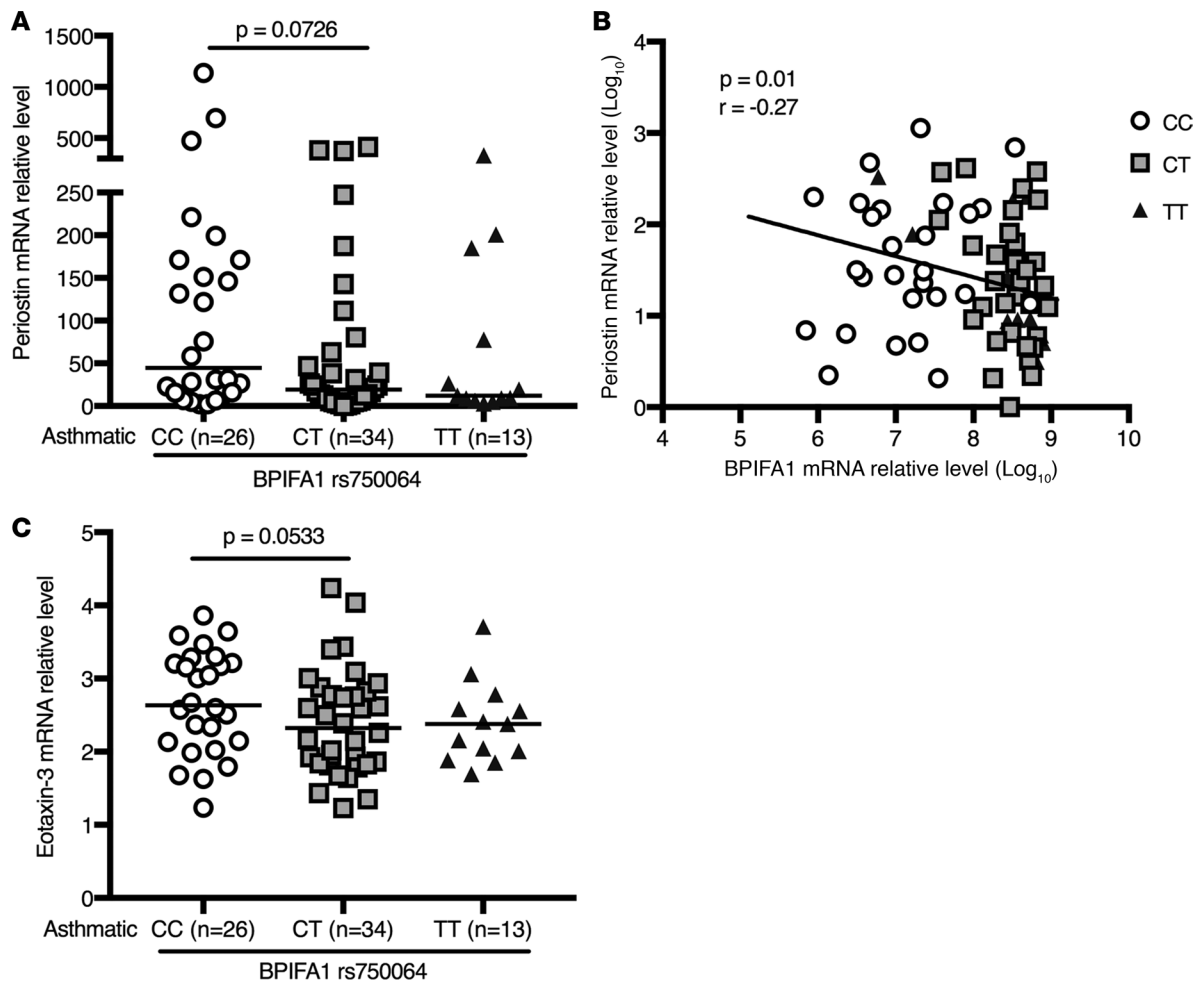 A
p = 0.0726
Periostin mRNA relative level
1500
1000
500
250
200
150
100
50
0
Asthmatic CC (n=26) CT (n=34) TT (n=13)
BPIFA1 rs750064
B
p = 0.01
r = -0.27
Periostin mRNA relative level (Log10)
4
3
2
1
0
4 5 6 7 8 9 10
BPIFA1 mRNA relative level (Log10)
CC
CT
TT
C
p = 0.0533
Eotaxin-3 mRNA relative level
5
4
3
2
1
0
Asthmatic CC (n=26) CT (n=34) TT (n=13)
BPIFA1 rs750064